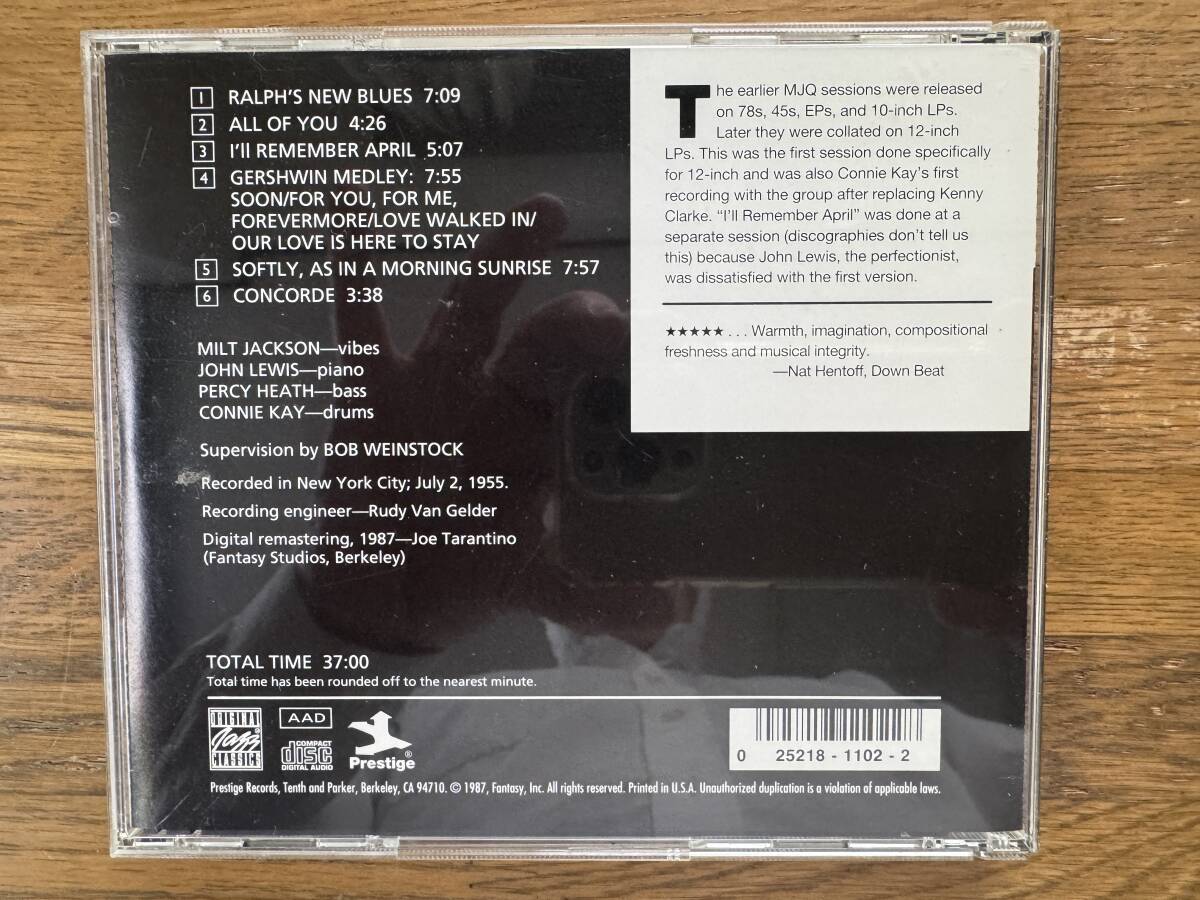 1 RALPH'S NEW BLUES 7:09
2 ALL OF YOU 4:26
3 I'll REMEMBER APRIL 5:07
4 GERSHWIN MEDLEY: 7:55
SOON/FOR YOU, FOR ME,
FOREVERMORE/LOVE WALKED IN/
OUR LOVE IS HERE TO STAY
5 SOFTLY, AS IN A MORNING SUNRISE 7:57
6 CONCORDE 3:38
MILT JACKSON—vibes
JOHN LEWIS—piano
PERCY HEATH—bass
CONNIE KAY—drums
Supervision by BOB WEINSTOCK
Recorded in New York City; July 2, 1955.
Recording engineer—Rudy Van Gelder
Digital remastering, 1987—Joe Tarantino
(Fantasy Studios, Berkeley)
TOTAL TIME 37:00
Total time has been rounded off to the nearest minute.
The earlier MJQ sessions were released
on 78s, 45s, EPs, and 10-inch LPs.
Later they were collated on 12-inch
LPs. This was the first session done specifically
for 12-inch and was also Connie Kay's first
recording with the group after replacing Kenny
Clarke. "I'll Remember April" was done at a
separate session (discographies don't tell us
this) because John Lewis, the perfectionist,
was dissatisfied with the first version.
★★★★★ . . . Warmth, imagination, compositional
freshness and musical integrity.
—Nat Hentoff, Down Beat
ORIGINAL
Jazz®
CLASSICS
AAD
COMPACT
disc
DIGITAL AUDIO
Prestige®
0 25218 - 1102 - 2
Prestige Records, Tenth and Parker, Berkeley, CA 94710. © 1987, Fantasy, Inc. All rights reserved. Printed in U.S.A. Unauthorized duplication is a violation of applicable laws.